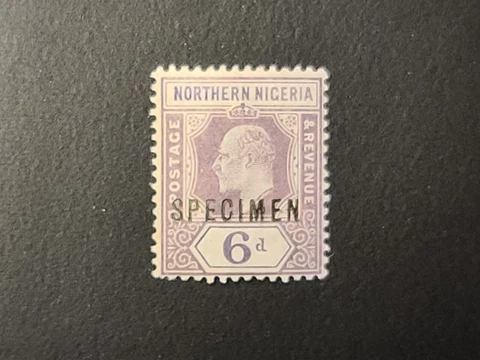 NORTHERN NIGERIA
POSTAGE
& REVENUE
SPECIMEN
6d